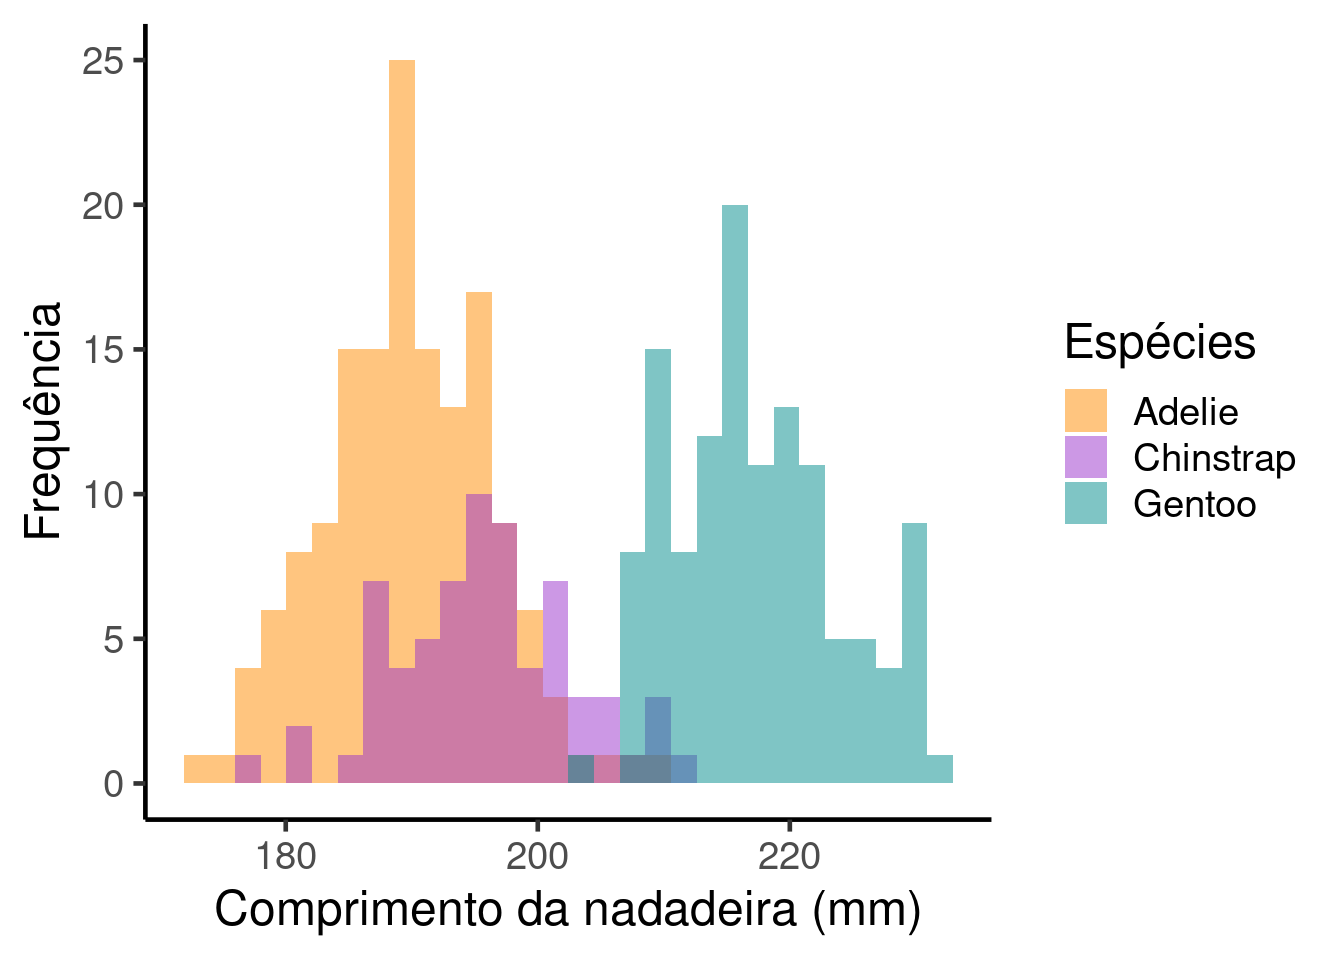 25
20
15
10
5
0
Frequência
180 200 220
Comprimento da nadadeira (mm)
Espécies
Adelie
Chinstrap
Gentoo